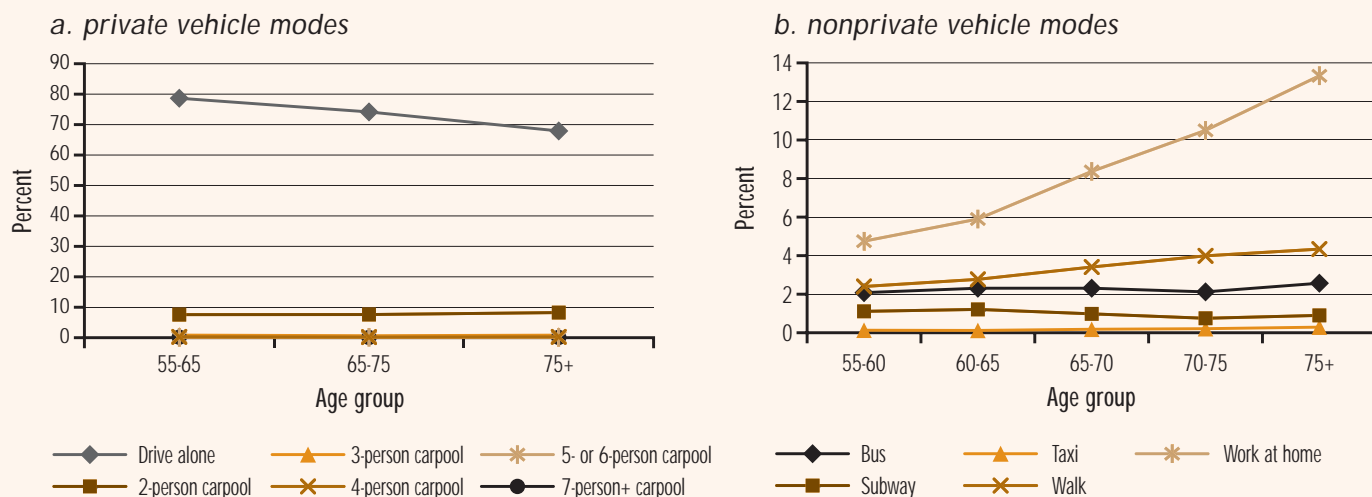 a. private vehicle modes
90
80
70
60
50
40
30
20
10
0
Percent
55-65 65-75 75+
Age group
Drive alone 3-person carpool 5- or 6-person carpool
2-person carpool 4-person carpool 7-person+ carpool
b. nonprivate vehicle modes
14
12
10
8
6
4
2
0
Percent
55-60 60-65 65-70 70-75 75+
Age group
Bus Taxi Work at home
Subway Walk